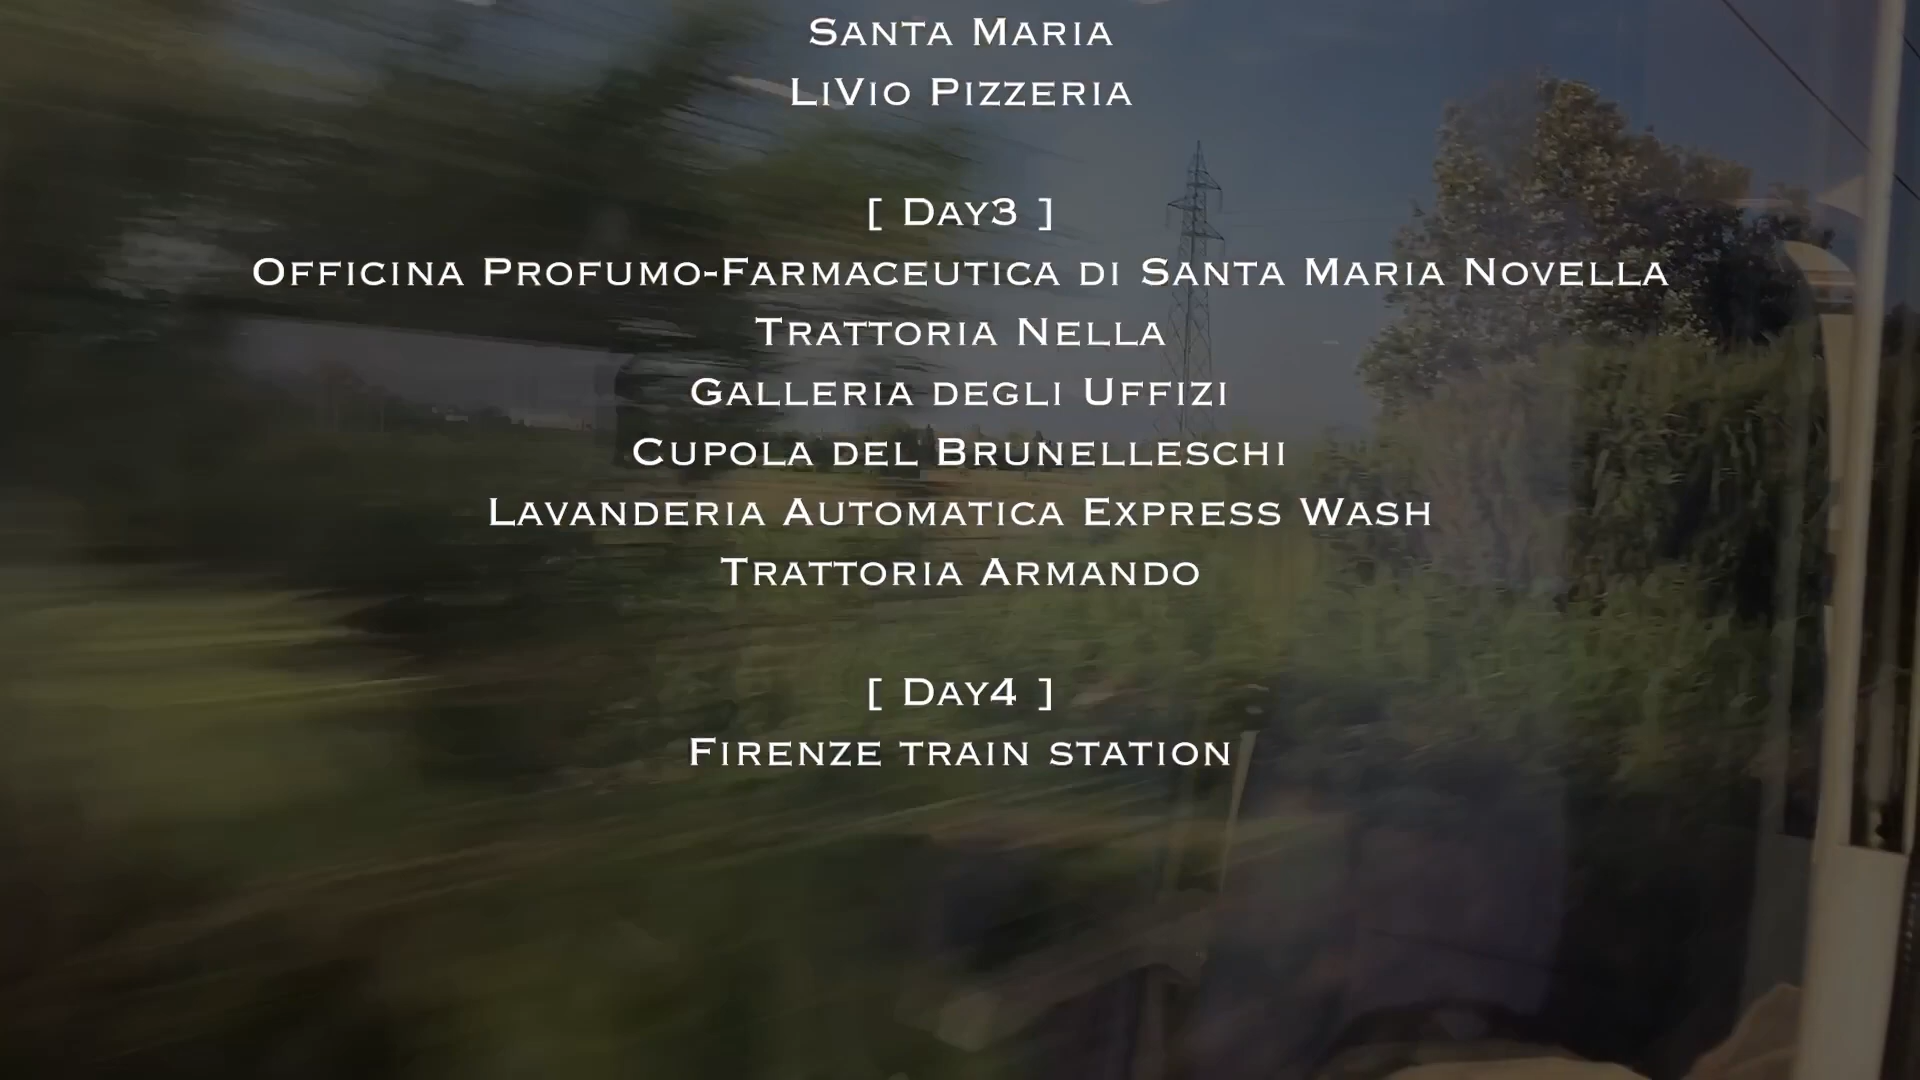 Santa Maria
LiVio Pizzeria
[ Day3 ]
Officina Profumo-Farmaceutica di Santa Maria Novella
Trattoria Nella
Galleria degli Uffizi
Cupola del Brunelleschi
Lavanderia Automatica Express Wash
Trattoria Armando
[ Day4 ]
Firenze train station